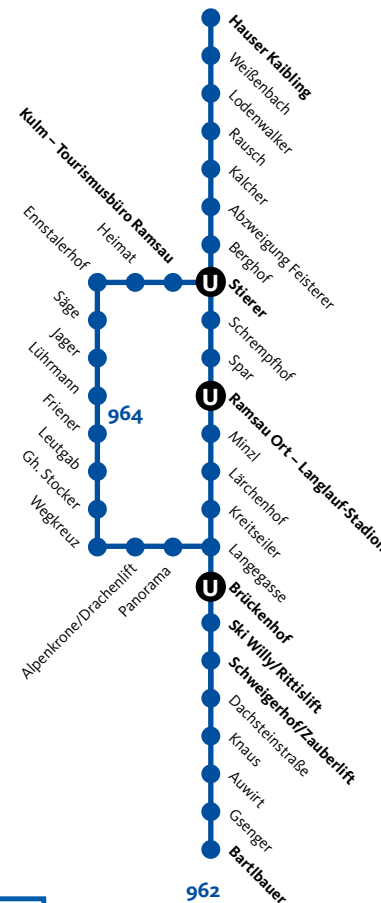 Hauser Kaibling
Weißenbach
Lodenwalker
Rausch
Kalcher
Abzweigung Feisterer
Berghof
U
Stierer
Kulm – Tourismusbüro Ramsau
Heimat
Ennstalerhof
Säge
Jager
Lührmann
Friener
Leutgab
Gh. Stocker
Wegkreuz
Alpenkrone/Drachenlift
Panorama
964
Schrempfhof
Spar
U
Ramsau Ort – Langlauf-Stadion
Minzl
Lärchenhof
Kreitseiler
Langegasse
U
Brückenhof
Ski Willy/Rittislift
Schweigerhof/Zauberlift
Dachsteinstraße
Knaus
Auwirt
Gsenger
Bartlbauer
962